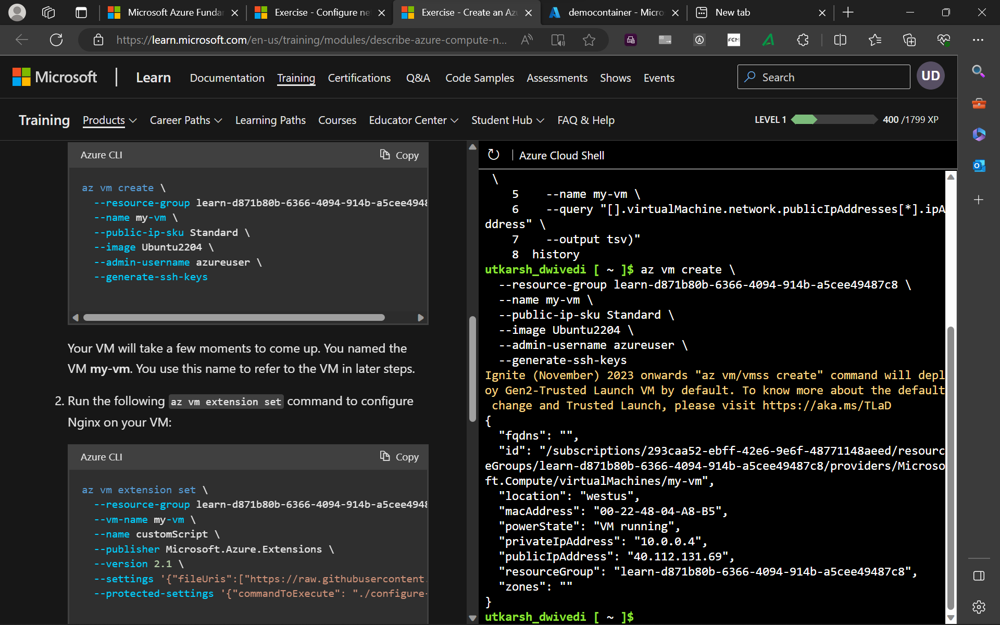 Microsoft Azure Funda
Exercise - Configure ne
Exercise - Create an Az
democontainer - Micro
New tab
https://learn.microsoft.com/en-us/training/modules/describe-azure-compute-n...
FCM
Microsoft | Learn Documentation Training Certifications Q&A Code Samples Assessments Shows Events
Search
UD
Training Products Career Paths Learning Paths Courses Educator Center Student Hub FAQ & Help
LEVEL 1 400 /1799 XP
Azure CLI Copy
az vm create \
--resource-group learn-d871b80b-6366-4094-914b-a5cee4948
--name my-vm \
--public-ip-sku Standard \
--image Ubuntu2204 \
--admin-username azureuser \
--generate-ssh-keys
Your VM will take a few moments to come up. You named the
VM my-vm. You use this name to refer to the VM in later steps.
2. Run the following az vm extension set command to configure
Nginx on your VM:
Azure CLI Copy
az vm extension set \
--resource-group learn-d871b80b-6366-4094-914b-a5cee4948
--vm-name my-vm \
--name customScript \
--publisher Microsoft.Azure.Extensions \
--version 2.1 \
--settings '{"fileUris":["https://raw.githubusercontent.
--protected-settings '{"commandToExecute": "./configure-
Azure Cloud Shell
\
5 --name my-vm \
6 --query "[].virtualMachine.network.publicIpAddresses[*].ipA
ddress" \
7 --output tsv)"
8 history
utkarsh_dwivedi [ ~ ]$ az vm create \
--resource-group learn-d871b80b-6366-4094-914b-a5cee49487c8 \
--name my-vm \
--public-ip-sku Standard \
--image Ubuntu2204 \
--admin-username azureuser \
--generate-ssh-keys
Ignite (November) 2023 onwards "az vm/vmss create" command will depl
oy Gen2-Trusted Launch VM by default. To know more about the default
change and Trusted Launch, please visit https://aka.ms/TLaD
{
"fqdns": "",
"id": "/subscriptions/293caa52-ebff-42e6-9e6f-48771148aeed/resourc
eGroups/learn-d871b80b-6366-4094-914b-a5cee49487c8/providers/Microso
ft.Compute/virtualMachines/my-vm",
"location": "westus",
"macAddress": "00-22-48-04-A8-B5",
"powerState": "VM running",
"privateIpAddress": "10.0.0.4",
"publicIpAddress": "40.112.131.69",
"resourceGroup": "learn-d871b80b-6366-4094-914b-a5cee49487c8",
"zones": ""
}
utkarsh_dwivedi [ ~ ]$